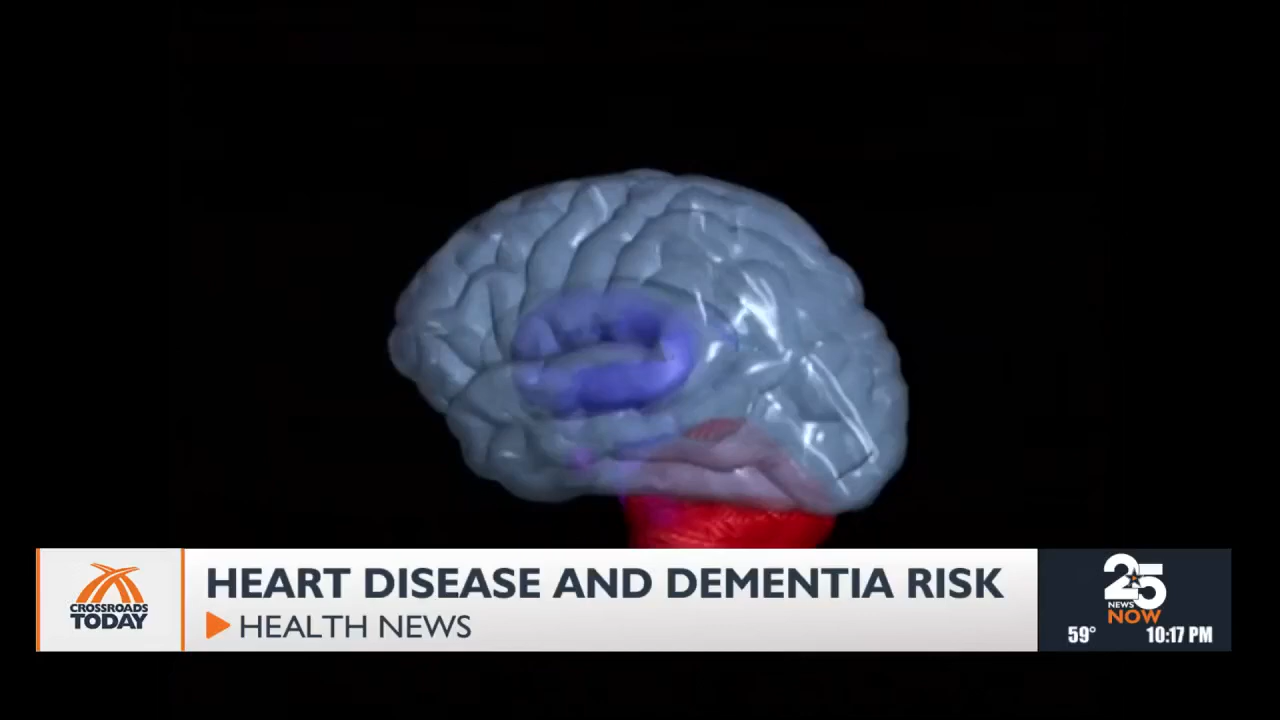 HEART DISEASE AND DEMENTIA RISK
HEALTH NEWS
CROSSROADS
TODAY
25
NEWS
NOW
59° 10:17 PM